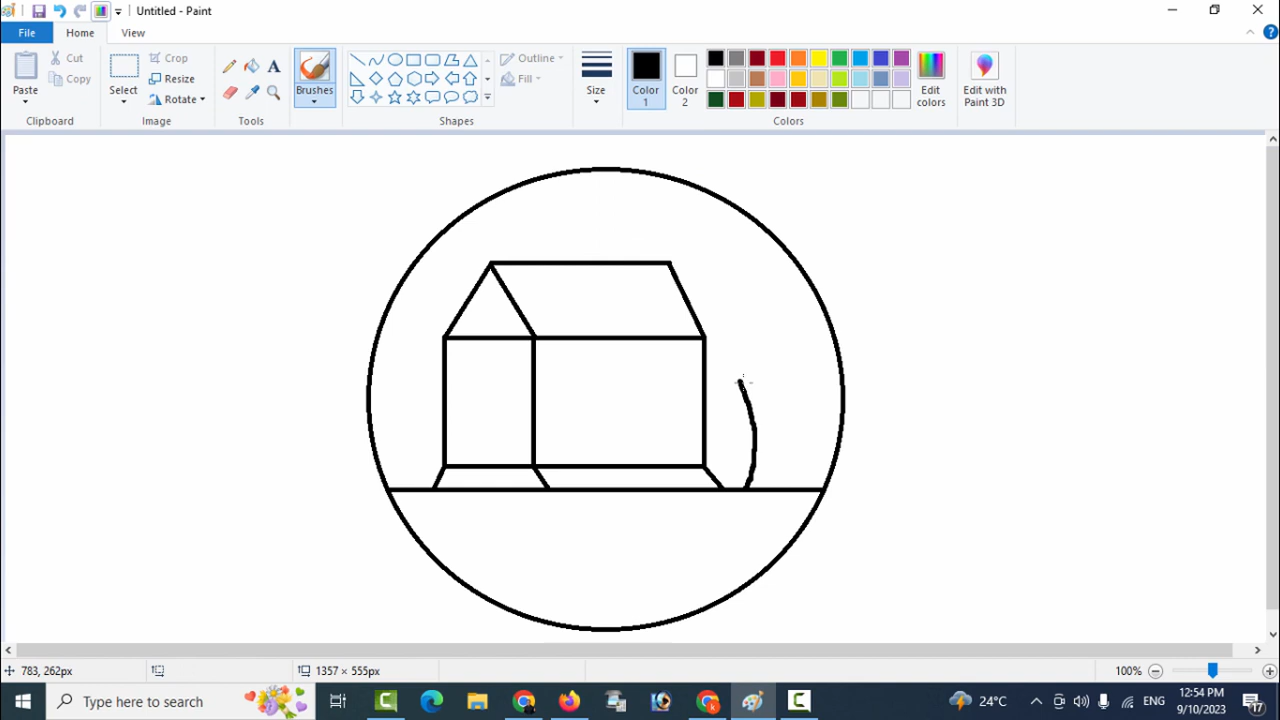 Untitled - Paint
File Home View
Paste
Cut
Copy
Clipboard
Select
Crop
Resize
Rotate
Image
Tools
Brushes
Outline
Fill
Shapes
Size
Color 1
Color 2
Edit colors
Colors
Edit with Paint 3D
783, 262px
1357 × 555px
100%
Type here to search
24°C
ENG
12:54 PM
9/10/2023
17